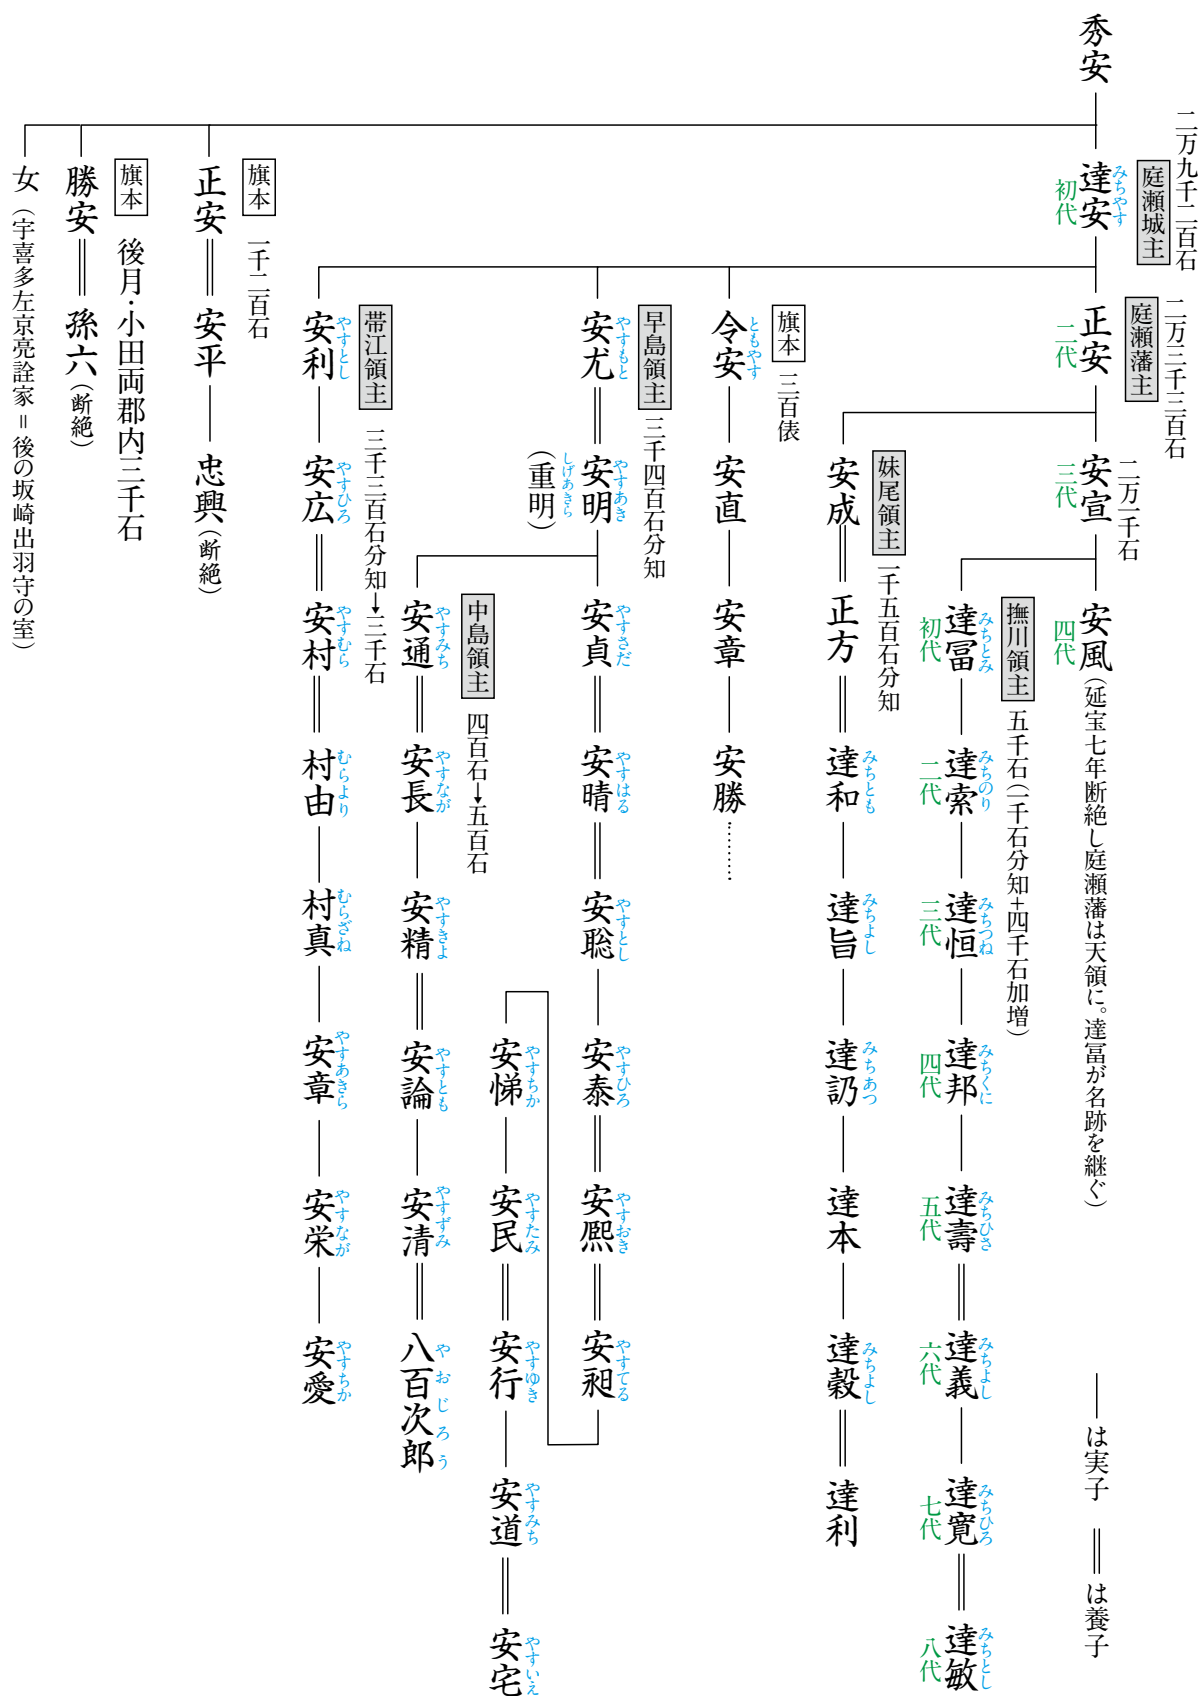 秀安
二万九千二百石
庭瀬城主
達安
みちやす
初代
二万三千三百石
庭瀬藩主
正安
二代
二万一千石
安宣
三代
安風(延宝七年断絶し庭瀬藩は天領に。達冨が名跡を継ぐ)
四代
撫川領主
五千石(一千石分知+四千石加増)
達冨
みちとみ
初代
達索
みちのり
二代
達恒
みちつね
三代
達邦
みちくに
四代
達壽
みちひさ
五代
達義
みちよし
六代
達寛
みちひろ
七代
達敏
みちとし
八代
妹尾領主
一千五百石分知
安成
正方
達和
みちとも
達旨
みちよし
達訒
みちあつ
達本
達穀
みちよし
達利
旗本
三百俵
令安
ともやす
安直
安章
安勝………
早島領主
三千四百石分知
安尤
やすもと
安明
やすあき
(重明)
しげあきら
安貞
やすさだ
安晴
やすはる
安聡
やすとし
安泰
やすひろ
安熈
やすおき
安昶
やすてる
安悌
やすちか
安民
やすたみ
安行
やすゆき
安道
やすみち
安宅
やすいえ
中島領主
四百石→五百石
安通
やすみち
安長
やすなが
安精
やすきよ
安論
やすとも
安清
やすずみ
八百次郎
やおじろう
帯江領主
三千三百石分知→三千石
安利
やすとし
安広
やすひろ
安村
やすむら
村由
むらより
村真
むらざね
安章
やすあきら
安栄
やすなが
安愛
やすちか
旗本
一千二百石
正安
安平
忠興(断絶)
旗本
後月・小田両郡内三千石
勝安
孫六(断絶)
女(宇喜多左京亮詮家=後の坂崎出羽守の室)
は実子
は養子